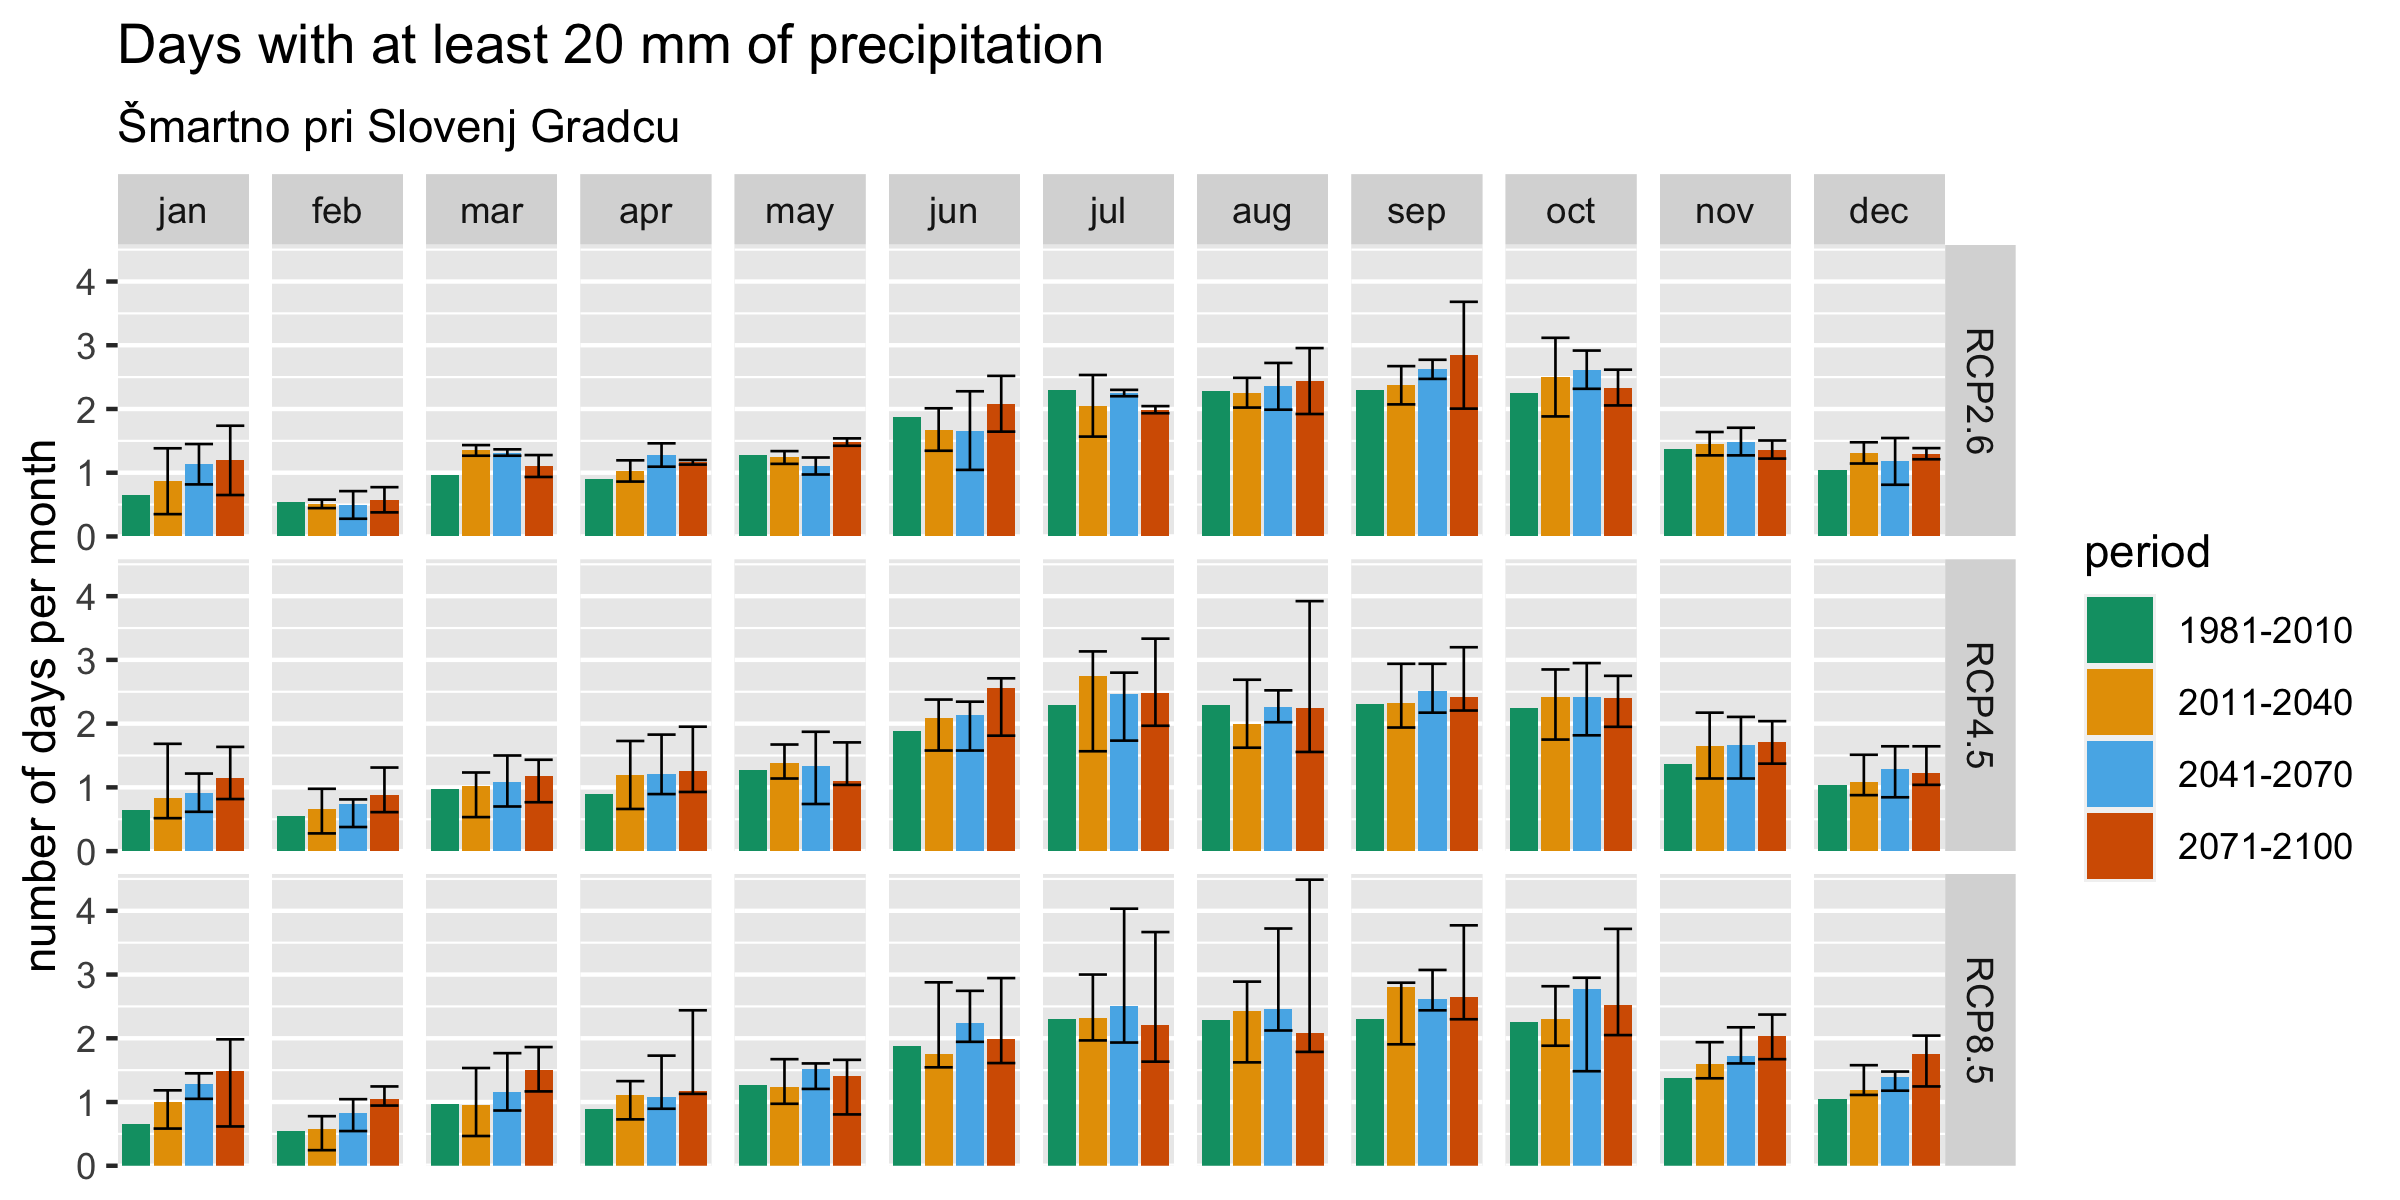 Days with at least 20 mm of precipitation
Šmartno pri Slovenj Gradcu
jan feb mar apr may jun jul aug sep oct nov dec
number of days per month
4
3
2
1
0
RCP2.6
4
3
2
1
0
RCP4.5
4
3
2
1
0
RCP8.5
period
1981-2010
2011-2040
2041-2070
2071-2100